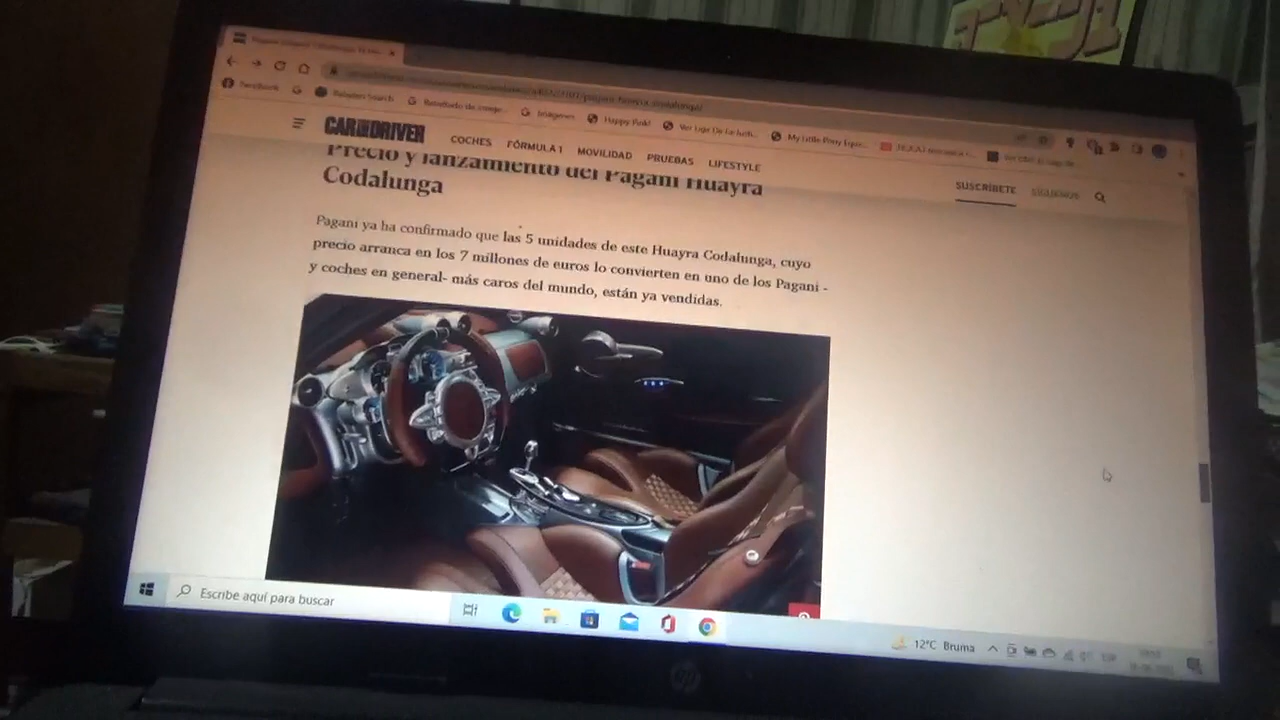 Facebook
Happy Pink!
CAR AND DRIVER
COCHES FÓRMULA 1 MOVILIDAD PRUEBAS LIFESTYLE
SUSCRÍBETE SÍGUENOS
Precio y lanzamiento del Pagani Huayra
Codalunga
Pagani ya ha confirmado que las 5 unidades de este Huayra Codalunga, cuyo
precio arranca en los 7 millones de euros lo convierten en uno de los Pagani -
y coches en general- más caros del mundo, están ya vendidas.
Escribe aquí para buscar
12°C Bruma
hp